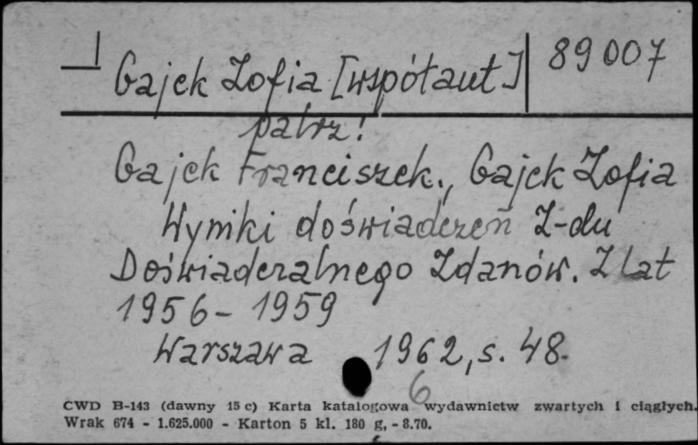 Gajek Zofia [współaut] 89007
patrz!
Gajek Franciszek., Gajek Zofia
Wyniki doświadczeń Z-du
Doświadczalnego Zdanów. Z lat
1956-1959
Warszawa 1962, s. 48.
6
CWD B-143 (dawny 15 c) Karta katalogowa wydawnictw zwartych i ciągłych.
Wrak 674 - 1.625.000 - Karton 5 kl. 180 g, - 8.70.